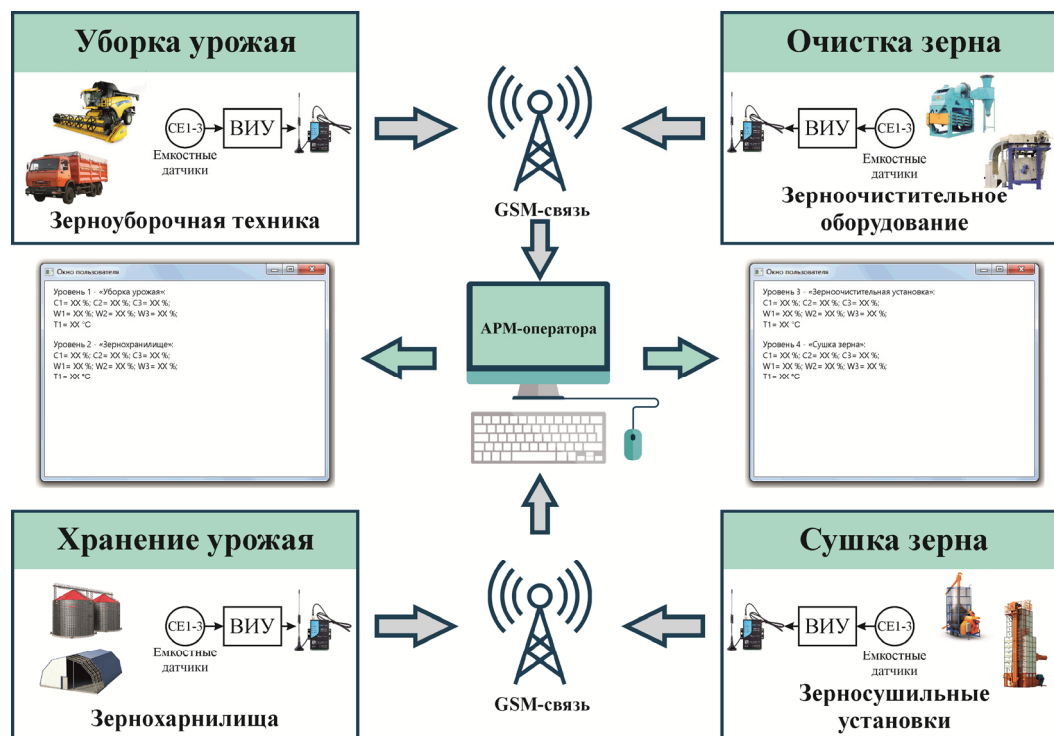 Уборка урожая
СЕ1-3
ВИУ
Емкостные
датчики
Зерноуборочная техника
GSM-связь
Очистка зерна
ВИУ
СЕ1-3
Емкостные
датчики
Зерноочистительное
оборудование
Окно пользователя
Уровень 1 - «Уборка урожая»:
C1= XX %; C2= XX %; C3= XX %;
W1= XX %; W2= XX %; W3= XX %;
T1= XX °C
Уровень 2 - «Зернохранилище»:
C1= XX %; C2= XX %; C3= XX %;
W1= XX %; W2= XX %; W3= XX %;
T1= XX °C
АРМ-оператора
Окно пользователя
Уровень 3 - «Зерноочистительная установка»:
C1= XX %; C2= XX %; C3= XX %;
W1= XX %; W2= XX %; W3= XX %;
T1= XX °C
Уровень 4 - «Сушка зерна»:
C1= XX %; C2= XX %; C3= XX %;
W1= XX %; W2= XX %; W3= XX %;
T1= XX °C
Хранение урожая
СЕ1-3
ВИУ
Емкостные
датчики
Зернохарнилища
GSM-связь
Сушка зерна
ВИУ
СЕ1-3
Емкостные
датчики
Зерносушильные
установки